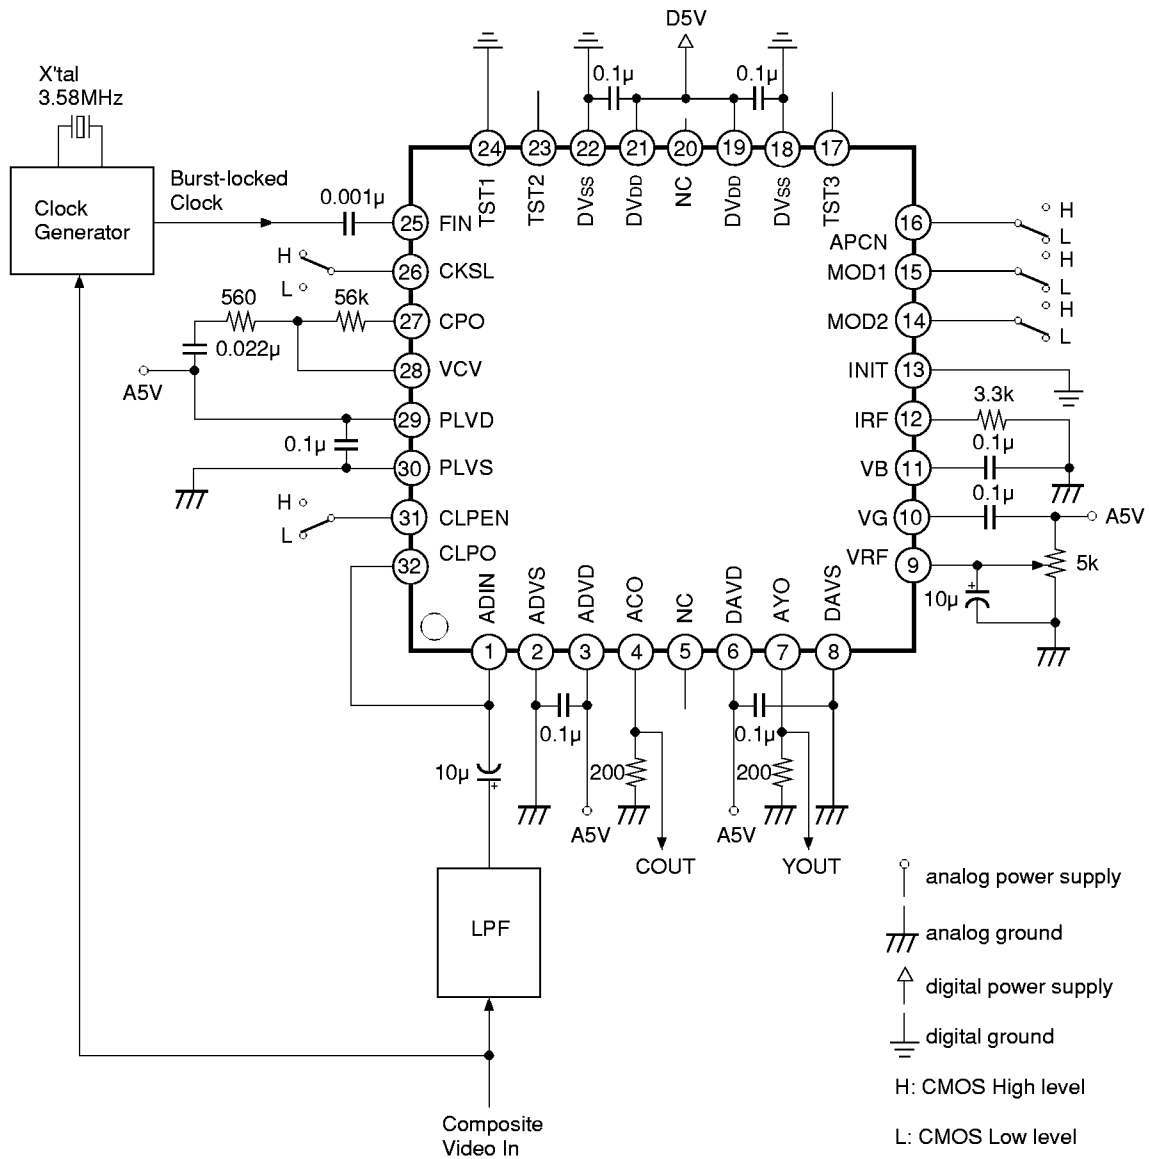 D5V
0.1µ
0.1µ
X'tal
3.58MHz
24
23
22
21
20
19
18
17
TST1
TST2
DVSS
DVDD
NC
DVDD
DVSS
TST3
Clock
Generator
Burst-locked
Clock
0.001µ
25
FIN
H
L
26
CKSL
560
56k
0.022µ
27
CPO
A5V
28
VCV
29
PLVD
0.1µ
30
PLVS
H
L
31
CLPEN
32
CLPO
16
APCN
H
L
15
MOD1
H
L
14
MOD2
H
L
13
INIT
12
IRF
3.3k
11
VB
0.1µ
10
VG
0.1µ
A5V
9
VRF
5k
10µ
+
ADIN
ADVS
ADVD
ACO
NC
DAVD
AYO
DAVS
1
2
3
4
5
6
7
8
0.1µ
0.1µ
10µ
+
200
200
A5V
A5V
COUT
YOUT
LPF
Composite
Video In
analog power supply
analog ground
digital power supply
digital ground
H: CMOS High level
L: CMOS Low level